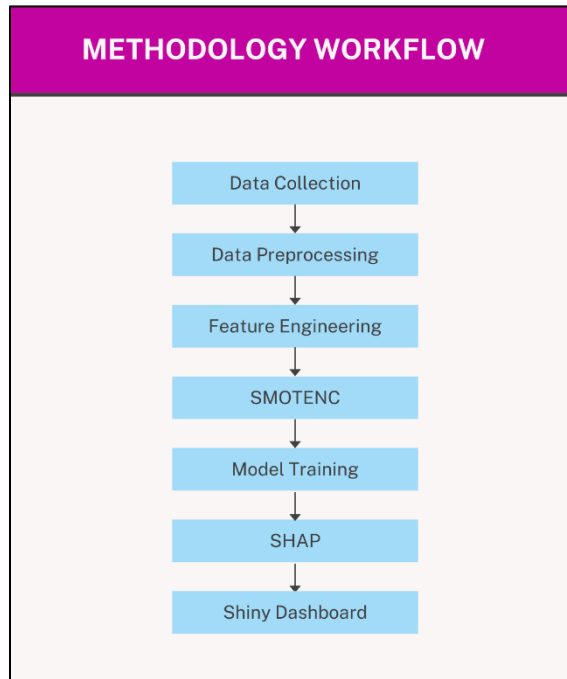 METHODOLOGY WORKFLOW
Data Collection
Data Preprocessing
Feature Engineering
SMOTENC
Model Training
SHAP
Shiny Dashboard